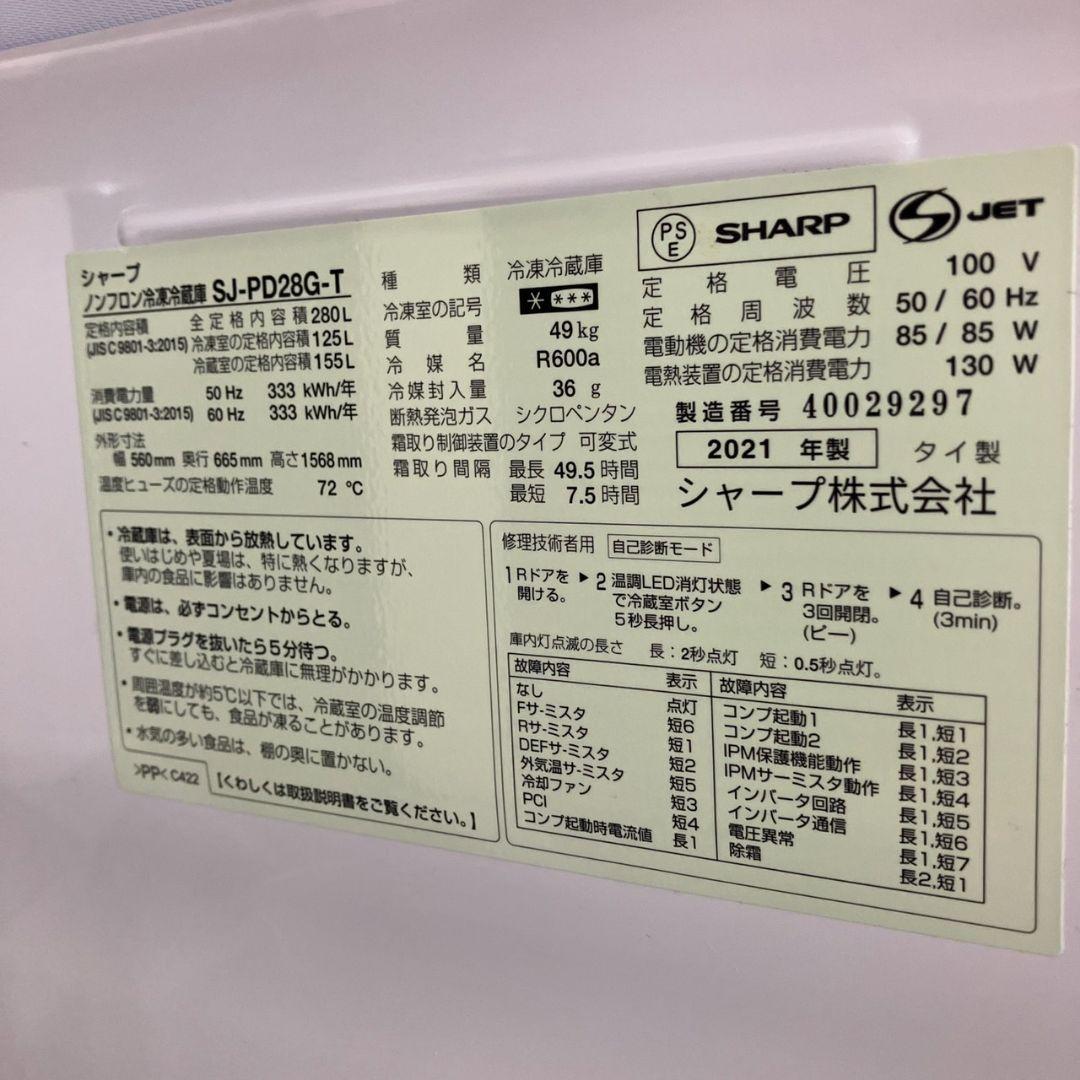 シャープ
ノンフロン冷凍冷蔵庫 SJ-PD28G-T
定格内容積 全定格内容積 280L
(JIS C 9801-3:2015) 冷凍室の定格内容積 125L
冷蔵室の定格内容積 155L
消費電力量 50 Hz 333 kWh/年
(JIS C 9801-3:2015) 60 Hz 333 kWh/年
外形寸法
幅 560mm 奥行 665mm 高さ 1568mm
温度ヒューズの定格動作温度 72 ℃
種類 冷凍冷蔵庫
冷凍室の記号 * ***
質量 49kg
冷媒名 R600a
冷媒封入量 36 g
断熱発泡ガス シクロペンタン
霜取り制御装置のタイプ 可変式
霜取り間隔 最長 49.5 時間
最短 7.5 時間
PS
E
SHARP
S JET
定格電圧 100 V
定格周波数 50 / 60 Hz
電動機の定格消費電力 85 / 85 W
電熱装置の定格消費電力 130 W
製造番号 40029297
2021 年製 タイ製
シャープ株式会社
・冷蔵庫は、表面から放熱しています。
使いはじめや夏場は、特に熱くなりますが、
庫内の食品に影響はありません。
・電源は、必ずコンセントからとる。
・電源プラグを抜いたら5分待つ。
すぐに差し込むと冷蔵庫に無理がかかります。
・周囲温度が約5℃以下では、冷蔵室の温度調節
を弱にしても、食品が凍ることがあります。
・水気の多い食品は、棚の奥に置かない。
>PP< C422
【くわしくは取扱説明書をご覧ください。】
修理技術者用 自己診断モード
1 Rドアを
開ける。
▶ 2 温調LED消灯状態
で冷蔵室ボタン
5秒長押し。
▶ 3 Rドアを
3回開閉。
(ピー)
▶ 4 自己診断。
(3min)
庫内灯点滅の長さ 長：2秒点灯 短：0.5秒点灯。
故障内容 表示
なし 点灯
Fサ-ミスタ 短6
Rサ-ミスタ 短1
DEFサ-ミスタ 短2
外気温サ-ミスタ 短5
冷却ファン 短3
PCI 短4
コンプ起動時電流値 長1
故障内容 表示
コンプ起動1 長1,短1
コンプ起動2 長1,短2
IPM保護機能動作 長1,短3
IPMサーミスタ動作 長1,短4
インバータ回路 長1,短5
インバータ通信 長1,短6
電圧異常 長1,短7
除霜 長2,短1